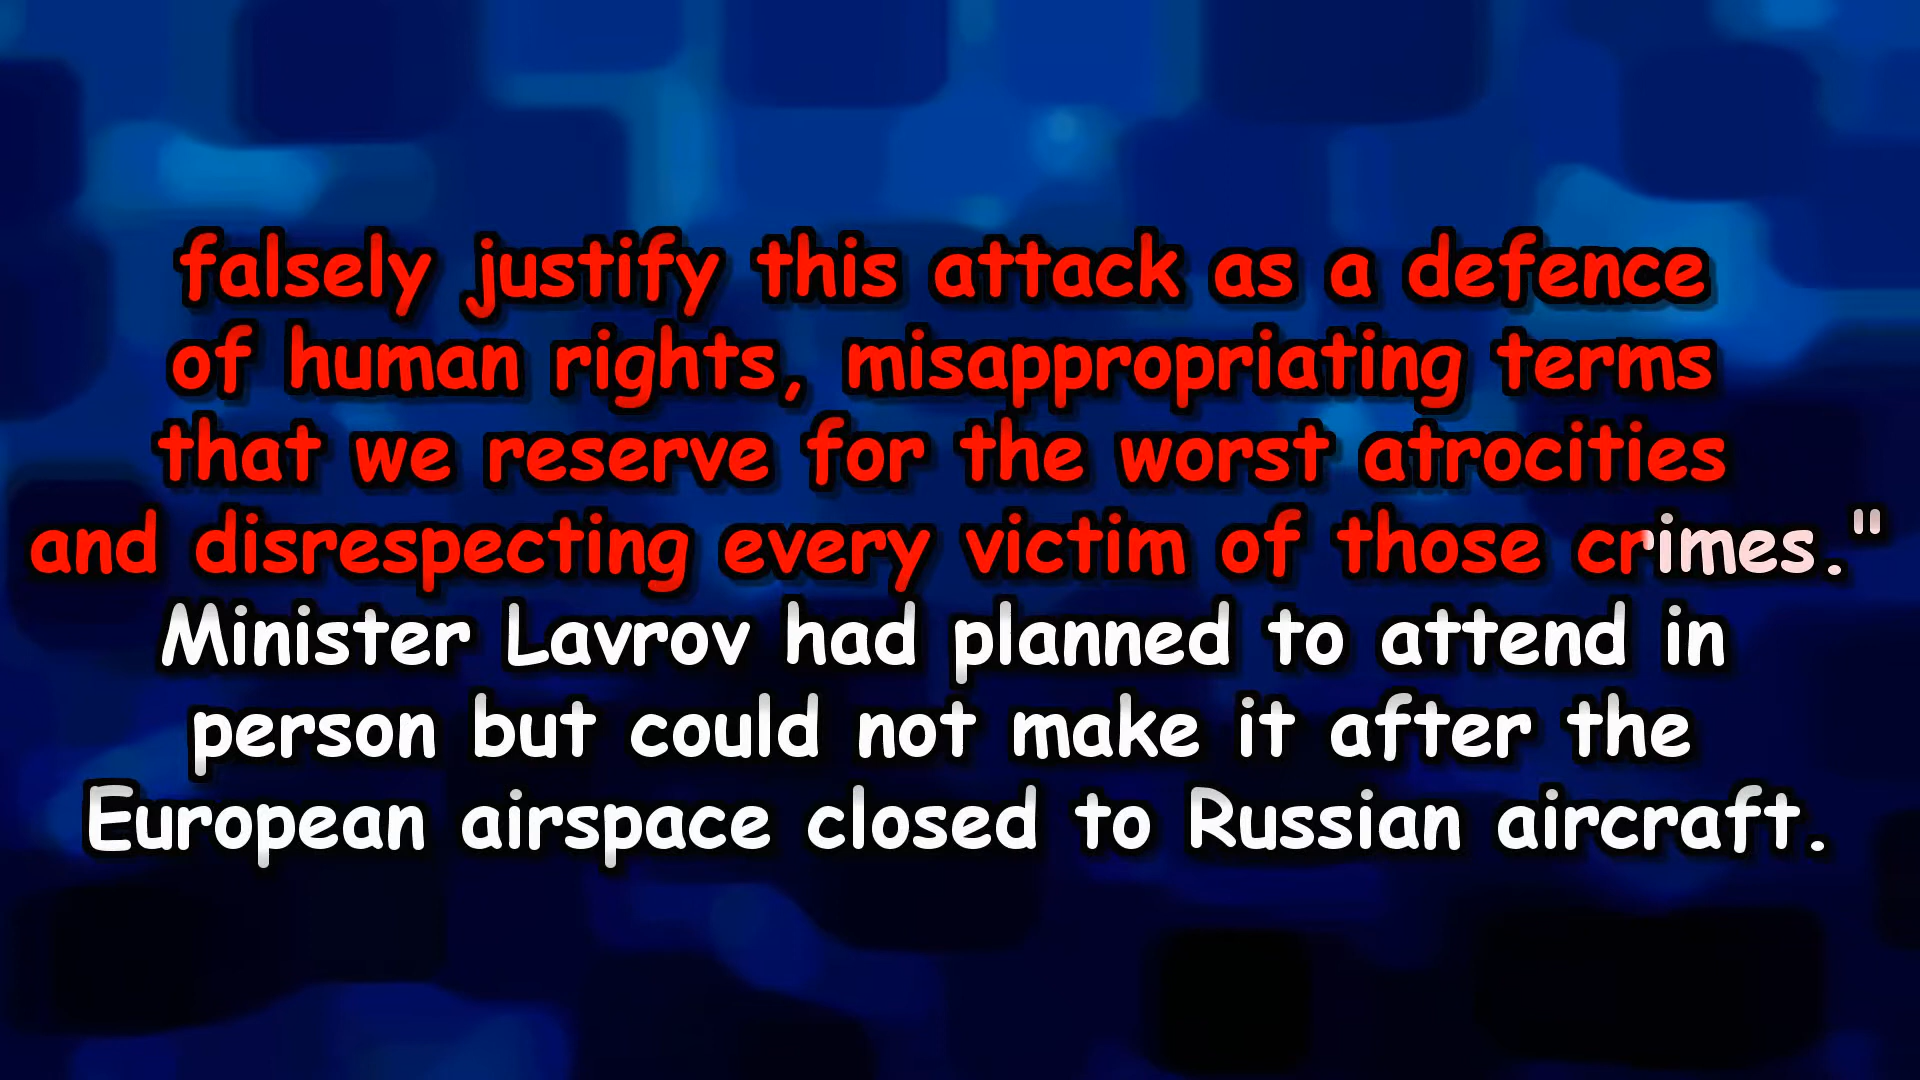 falsely justify this attack as a defence
of human rights, misappropriating terms
that we reserve for the worst atrocities
and disrespecting every victim of those crimes."
Minister Lavrov had planned to attend in
person but could not make it after the
European airspace closed to Russian aircraft.